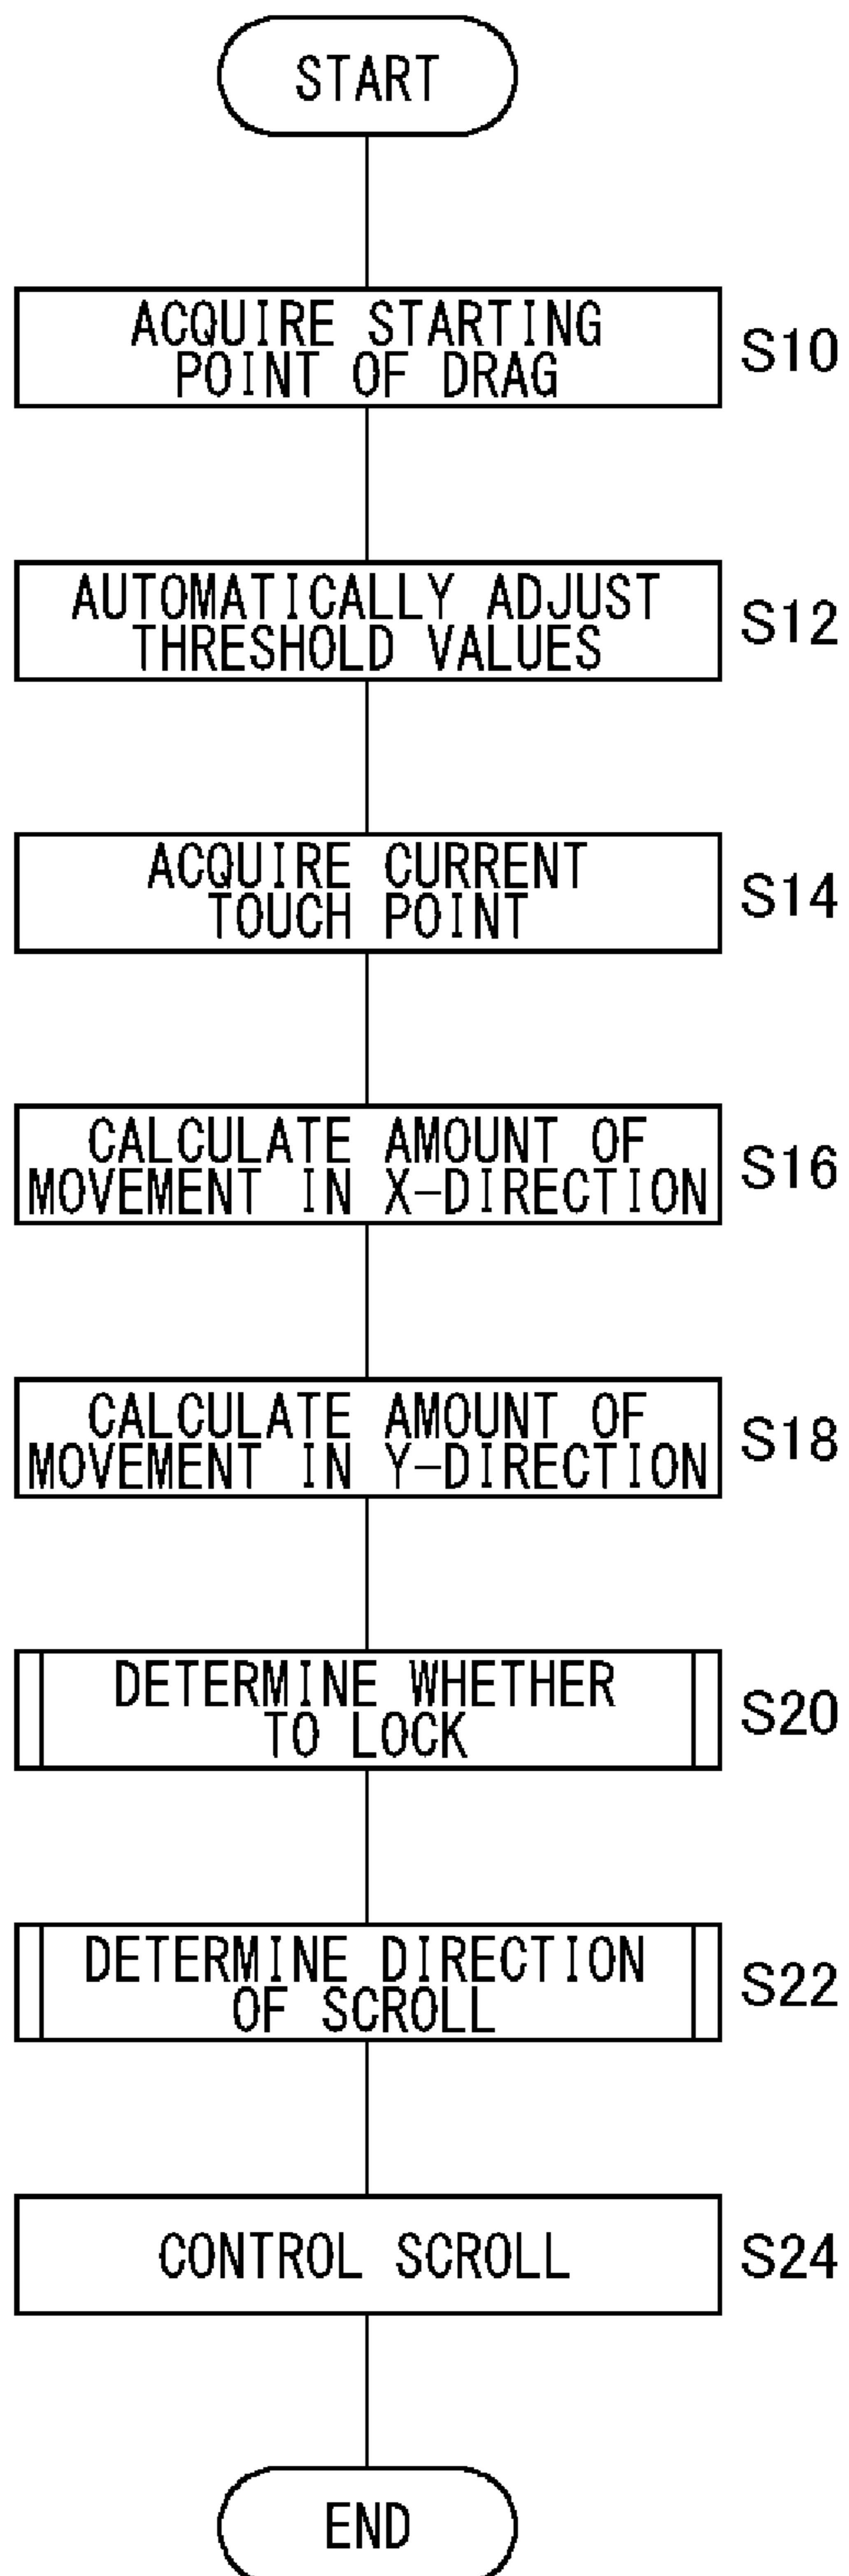 START
ACQUIRE STARTING
POINT OF DRAG
S10
AUTOMATICALLY ADJUST
THRESHOLD VALUES
S12
ACQUIRE CURRENT
TOUCH POINT
S14
CALCULATE AMOUNT OF
MOVEMENT IN X-DIRECTION
S16
CALCULATE AMOUNT OF
MOVEMENT IN Y-DIRECTION
S18
DETERMINE WHETHER
TO LOCK
S20
DETERMINE DIRECTION
OF SCROLL
S22
CONTROL SCROLL
S24
END